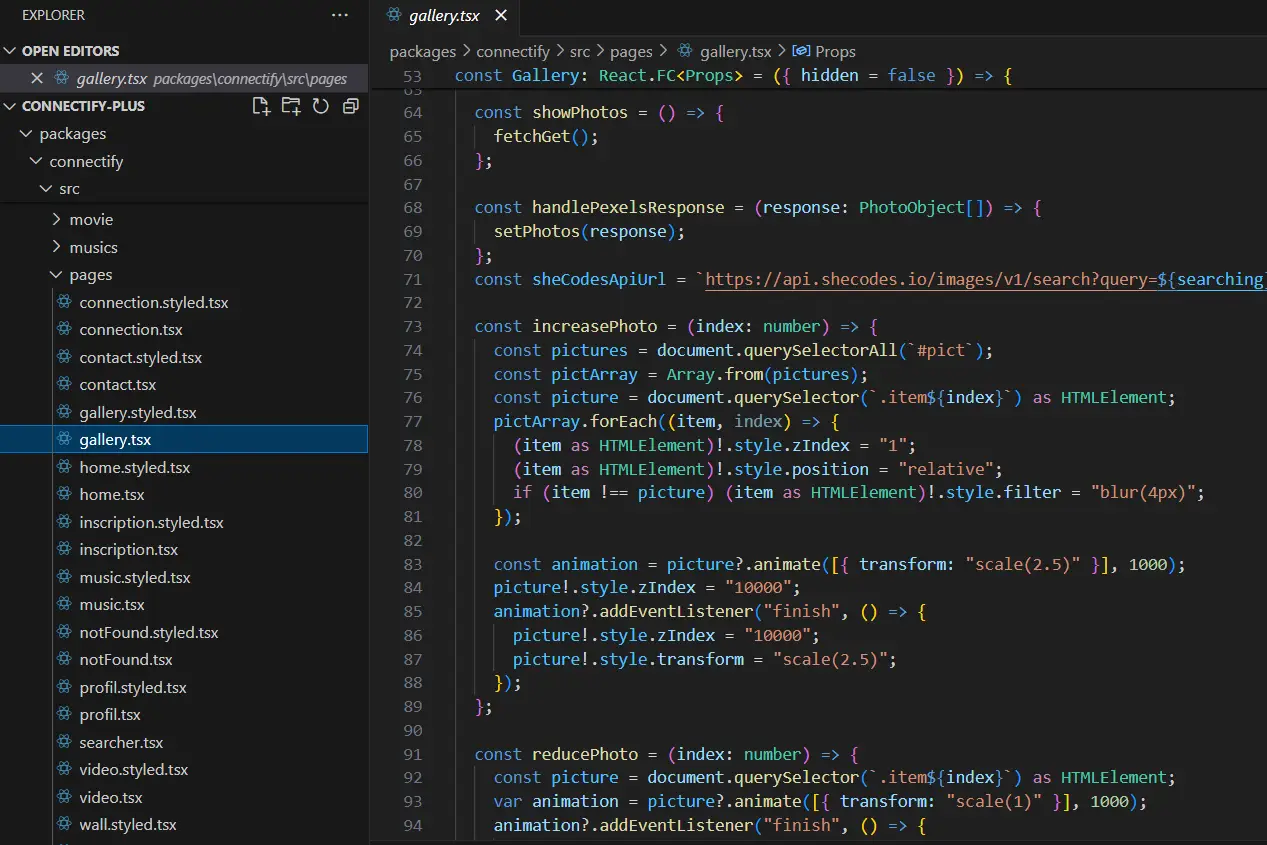 EXPLORER
OPEN EDITORS
gallery.tsx packages\connectify\src\pages
CONNECTIFY-PLUS
packages
connectify
src
movie
musics
pages
connection.styled.tsx
connection.tsx
contact.styled.tsx
contact.tsx
gallery.styled.tsx
gallery.tsx
home.styled.tsx
home.tsx
inscription.styled.tsx
inscription.tsx
music.styled.tsx
music.tsx
notFound.styled.tsx
notFound.tsx
profil.styled.tsx
profil.tsx
searcher.tsx
video.styled.tsx
video.tsx
wall.styled.tsx
gallery.tsx
packages > connectify > src > pages > gallery.tsx > Props
53 const Gallery: React.FC<Props> = ({ hidden = false }) => {
63
64 const showPhotos = () => {
65 fetchGet();
66 };
67
68 const handlePexelsResponse = (response: PhotoObject[]) => {
69 setPhotos(response);
70 };
71 const sheCodesApiUrl = `https://api.shecodes.io/images/v1/search?query=${searching}
72
73 const increasePhoto = (index: number) => {
74 const pictures = document.querySelectorAll(`#pict`);
75 const pictArray = Array.from(pictures);
76 const picture = document.querySelector(`.item${index}`) as HTMLElement;
77 pictArray.forEach((item, index) => {
78 (item as HTMLElement)!.style.zIndex = "1";
79 (item as HTMLElement)!.style.position = "relative";
80 if (item !== picture) (item as HTMLElement)!.style.filter = "blur(4px)";
81 });
82
83 const animation = picture?.animate([{ transform: "scale(2.5)" }], 1000);
84 picture!.style.zIndex = "10000";
85 animation?.addEventListener("finish", () => {
86 picture!.style.zIndex = "10000";
87 picture!.style.transform = "scale(2.5)";
88 });
89 };
90
91 const reducePhoto = (index: number) => {
92 const picture = document.querySelector(`.item${index}`) as HTMLElement;
93 var animation = picture?.animate([{ transform: "scale(1)" }], 1000);
94 animation?.addEventListener("finish", () => {